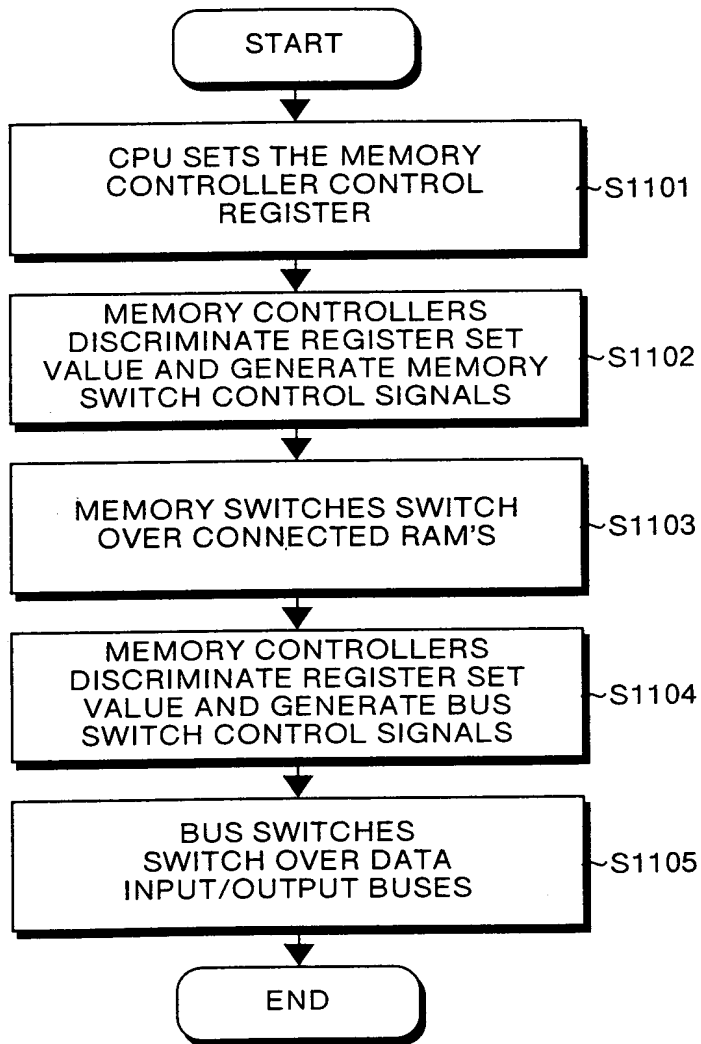 START
CPU SETS THE MEMORY
CONTROLLER CONTROL
REGISTER
~S1101
MEMORY CONTROLLERS
DISCRIMINATE REGISTER SET
VALUE AND GENERATE MEMORY
SWITCH CONTROL SIGNALS
~S1102
MEMORY SWITCHES SWITCH
OVER CONNECTED RAM'S
~S1103
MEMORY CONTROLLERS
DISCRIMINATE REGISTER SET
VALUE AND GENERATE BUS
SWITCH CONTROL SIGNALS
~S1104
BUS SWITCHES
SWITCH OVER DATA
INPUT/OUTPUT BUSES
~S1105
END